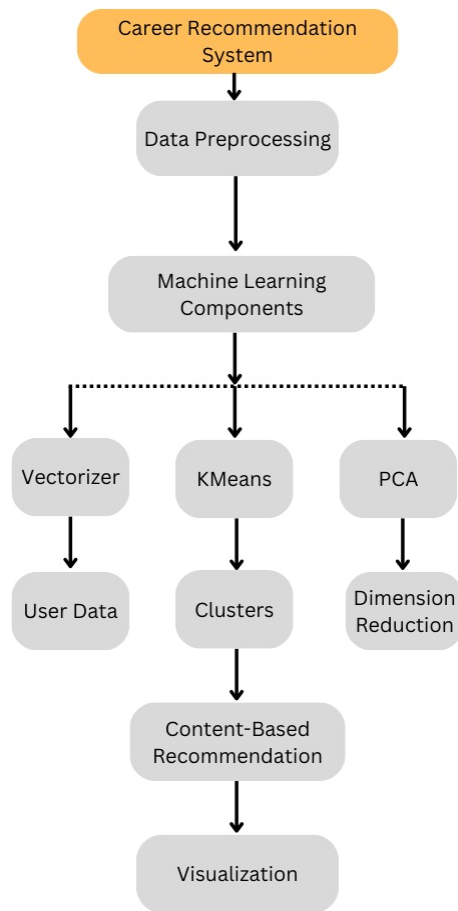 Career Recommendation
System
Data Preprocessing
Machine Learning
Components
Vectorizer
KMeans
PCA
User Data
Clusters
Dimension
Reduction
Content-Based
Recommendation
Visualization